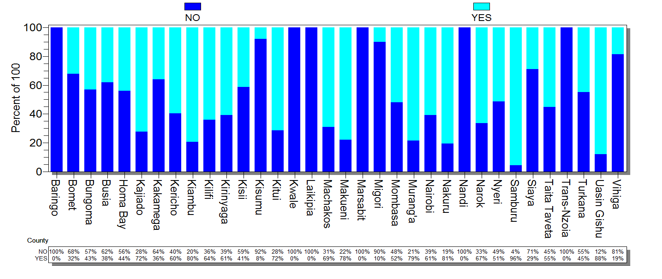 NO YES
100
80
60
40
20
0
Percent of 100
Baringo Bomet Bungoma Busia Homa Bay Kajiado Kakamega Kericho Kiambu Kilifi Kirinyaga Kisii Kisumu Kitui Kwale Laikipia Machakos Makueni Marsabit Migori Mombasa Murang'a Nairobi Nakuru Nandi Narok Nyeri Samburu Siaya Taita Taveta Trans-Nzoia Turkana Uasin Gishu Vihiga
County
NO 100% 68% 57% 62% 56% 28% 64% 40% 20% 36% 39% 59% 92% 28% 100% 100% 31% 22% 100% 90% 48% 21% 39% 19% 100% 33% 49% 4% 71% 45% 100% 55% 12% 81%
YES 0% 32% 43% 38% 44% 72% 36% 60% 80% 64% 61% 41% 8% 72% 0% 0% 69% 78% 0% 10% 52% 79% 61% 81% 0% 67% 51% 96% 29% 55% 0% 45% 88% 19%